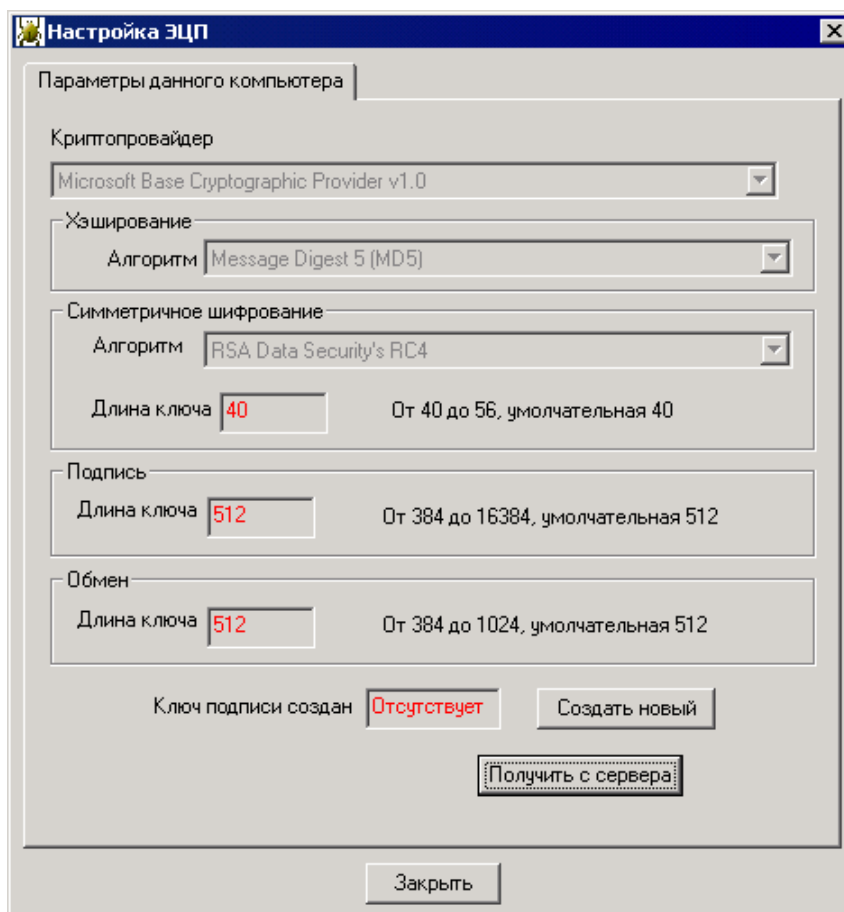 Настройка ЭЦП
Параметры данного компьютера
Криптопровайдер
Microsoft Base Cryptographic Provider v1.0
Хэширование
Алгоритм Message Digest 5 (MD5)
Симметричное шифрование
Алгоритм RSA Data Security's RC4
Длина ключа 40 От 40 до 56, умолчательная 40
Подпись
Длина ключа 512 От 384 до 16384, умолчательная 512
Обмен
Длина ключа 512 От 384 до 1024, умолчательная 512
Ключ подписи создан Отсутствует Создать новый
Получить с сервера
Закрыть